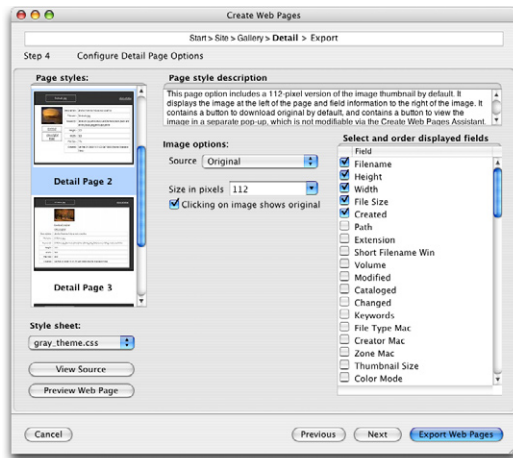 Create Web Pages
Start > Site > Gallery > Detail > Export
Step 4 Configure Detail Page Options
Page styles:
Detail Page 2
Detail Page 3
Style sheet:
gray_theme.css
View Source
Preview Web Page
Page style description
This page option includes a 112-pixel version of the image thumbnail by default. It
displays the image at the left of the page and field information to the right of the image. It
contains a button to download original by default, and contains a button to view the
image in a separate pop-up, which is not modifiable via the Create Web Pages Assistant.
Image options:
Source Original
Size in pixels 112
Clicking on image shows original
Select and order displayed fields
Field
Filename
Height
Width
File Size
Created
Path
Extension
Short Filename Win
Volume
Modified
Cataloged
Changed
Keywords
File Type Mac
Creator Mac
Zone Mac
Thumbnail Size
Color Mode
Cancel
Previous
Next
Export Web Pages